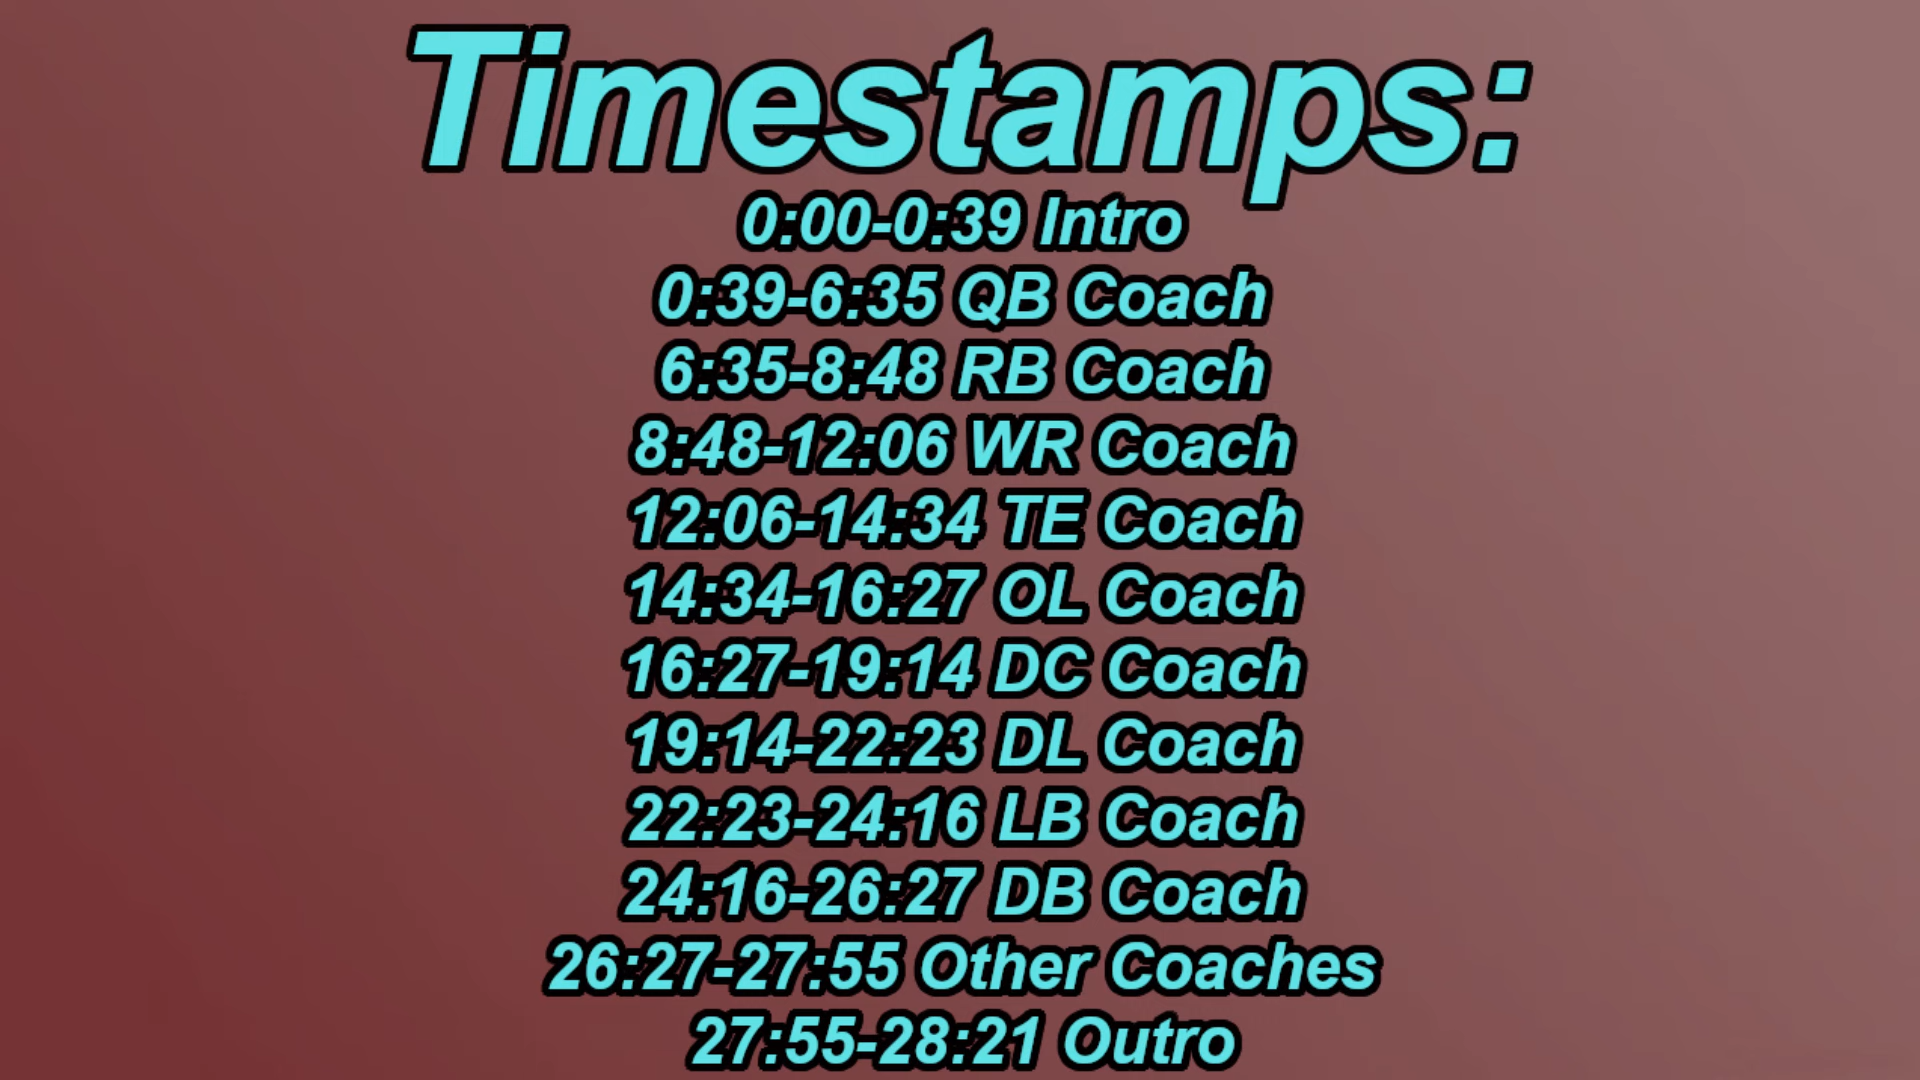 Timestamps:
0:00-0:39 Intro
0:39-6:35 QB Coach
6:35-8:48 RB Coach
8:48-12:06 WR Coach
12:06-14:34 TE Coach
14:34-16:27 OL Coach
16:27-19:14 DC Coach
19:14-22:23 DL Coach
22:23-24:16 LB Coach
24:16-26:27 DB Coach
26:27-27:55 Other Coaches
27:55-28:21 Outro